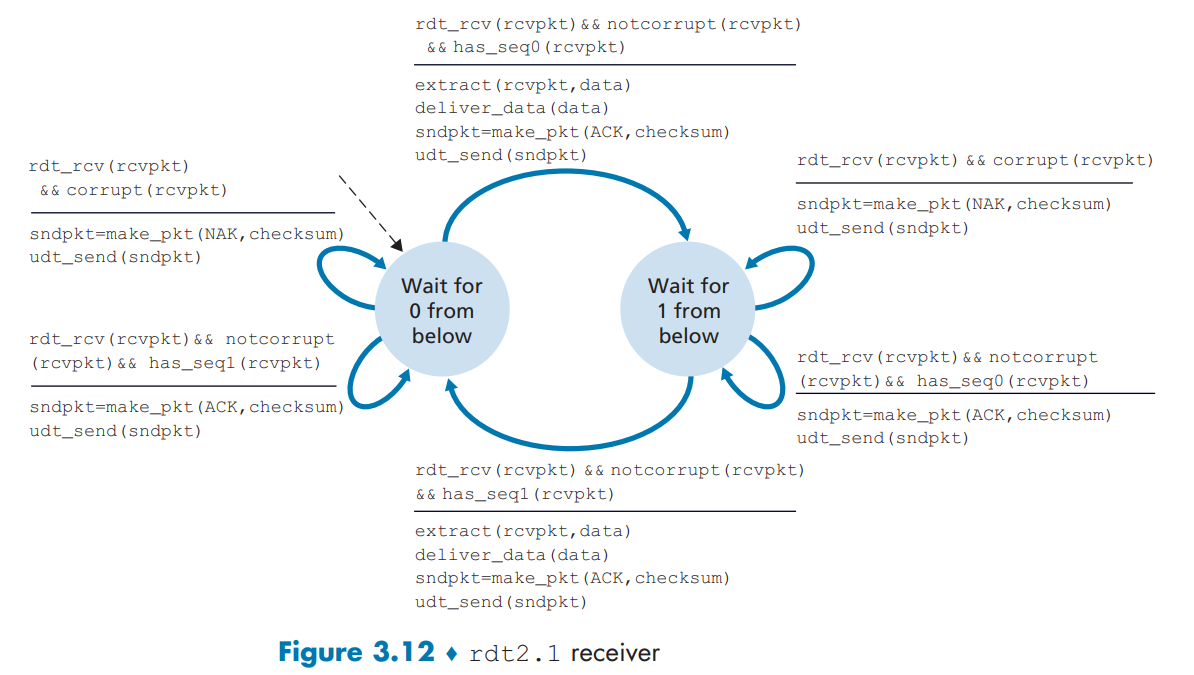 rdt_rcv(rcvpkt)&& notcorrupt(rcvpkt)
&& has_seq0(rcvpkt)
extract(rcvpkt,data)
deliver_data(data)
sndpkt=make_pkt(ACK,checksum)
udt_send(sndpkt)
rdt_rcv(rcvpkt)
&& corrupt(rcvpkt)
sndpkt=make_pkt(NAK,checksum)
udt_send(sndpkt)
rdt_rcv(rcvpkt) && corrupt(rcvpkt)
sndpkt=make_pkt(NAK,checksum)
udt_send(sndpkt)
Wait for
0 from
below
Wait for
1 from
below
rdt_rcv(rcvpkt)&& notcorrupt
(rcvpkt)&& has_seq1(rcvpkt)
sndpkt=make_pkt(ACK,checksum)
udt_send(sndpkt)
rdt_rcv(rcvpkt)&& notcorrupt
(rcvpkt)&& has_seq0(rcvpkt)
sndpkt=make_pkt(ACK,checksum)
udt_send(sndpkt)
rdt_rcv(rcvpkt) && notcorrupt(rcvpkt)
&& has_seq1(rcvpkt)
extract(rcvpkt,data)
deliver_data(data)
sndpkt=make_pkt(ACK,checksum)
udt_send(sndpkt)
Figure 3.12 ♦ rdt2.1 receiver